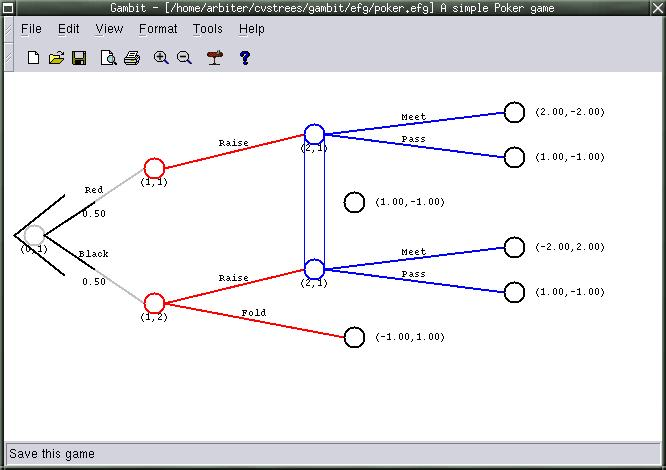 Gambit - [/home/arbiter/cvstrees/gambit/efg/poker.efg] A simple Poker game
File Edit View Format Tools Help
?
Meet
(2.00,-2.00)
Raise
Pass
(2,1)
(1.00,-1.00)
(1,1)
Red
(1.00,-1.00)
0.50
(0,1)
Black
Meet
(-2.00,2.00)
0.50
Raise
Pass
(2,1)
(1.00,-1.00)
(1,2)
Fold
(-1.00,1.00)
Save this game